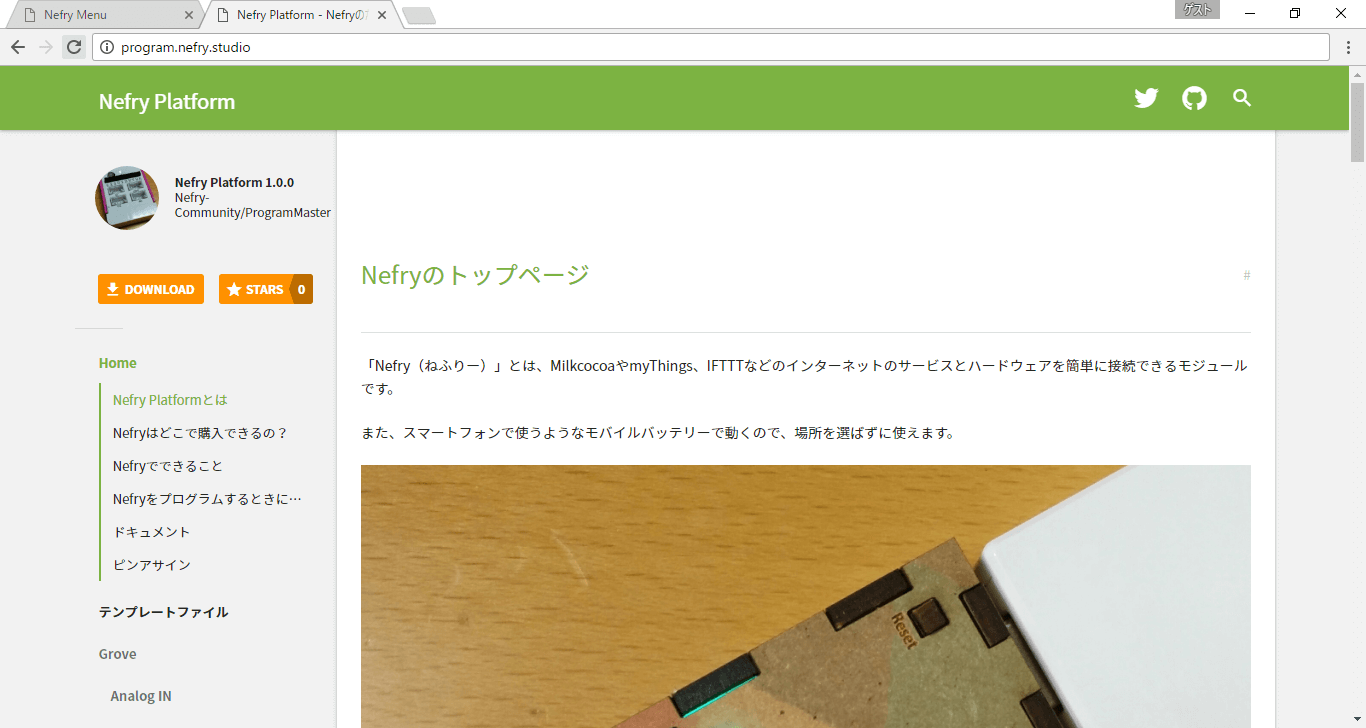 Nefry Menu
Nefry Platform - Nefryの
ゲスト
program.nefry.studio
Nefry Platform
Nefry Platform 1.0.0
Nefry-
Community/ProgramMaster
DOWNLOAD
STARS 0
Home
Nefry Platformとは
Nefryはどこで購入できるの？
Nefryでできること
Nefryをプログラムするときに…
ドキュメント
ピンアサイン
テンプレートファイル
Grove
Analog IN
Nefryのトップページ
#
「Nefry（ねふりー）」とは、MilkcocoaやmyThings、IFTTTなどのインターネットのサービスとハードウェアを簡単に接続できるモジュール
です。
また、スマートフォンで使うようなモバイルバッテリーで動くので、場所を選ばずに使えます。
Reset